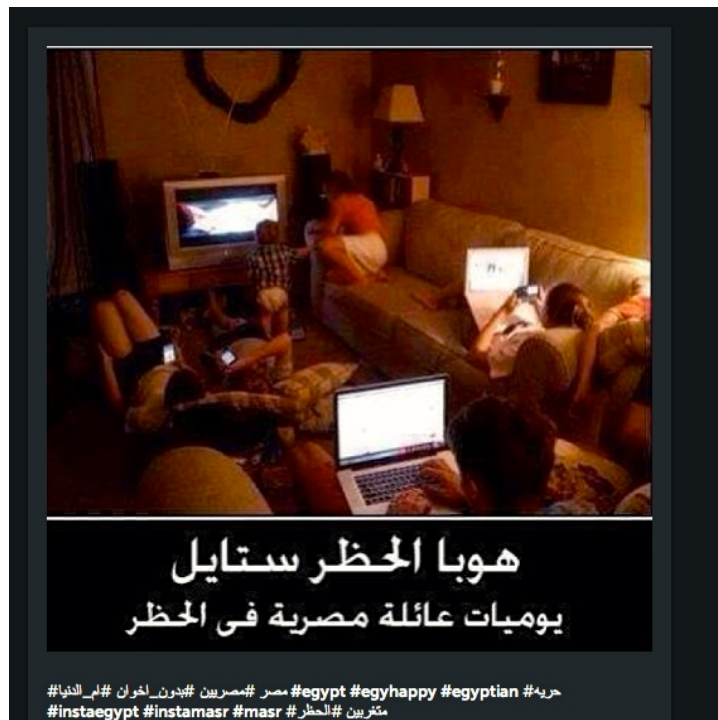 هوبا الحظر ستايل
يوميات عائلة مصرية فى الحظر
#مصر #مصريين #بدون_اخوان #ام_الدنيا #egypt #egyhappy #egyptian #حريه
#instaegypt #instamasr #masr #متغربين #الحظر